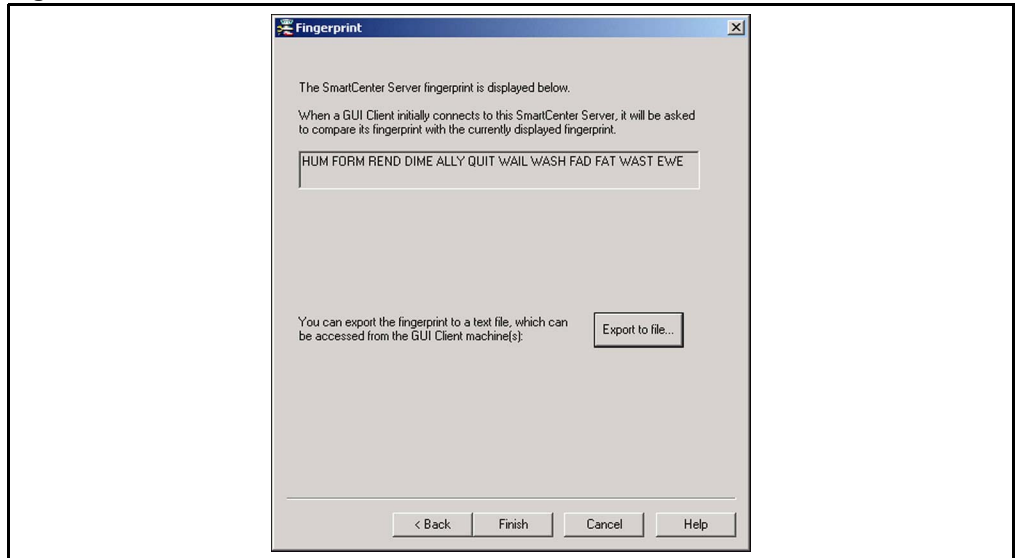 Fingerprint
The SmartCenter Server fingerprint is displayed below.
When a GUI Client initially connects to this SmartCenter Server, it will be asked
to compare its fingerprint with the currently displayed fingerprint.
HUM FORM REND DIME ALLY QUIT WAIL WASH FAD FAT WAST EWE
You can export the fingerprint to a text file, which can
be accessed from the GUI Client machine(s):
Export to file...
< Back Finish Cancel Help